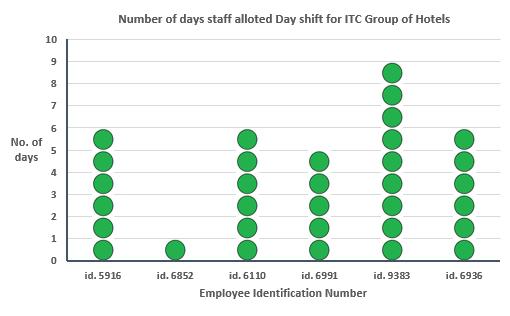 Number of days staff alloted Day shift for ITC Group of Hotels
10
9
8
7
6
5
4
3
2
1
0
No. of
days
id. 5916 id. 6852 id. 6110 id. 6991 id. 9383 id. 6936
Employee Identification Number